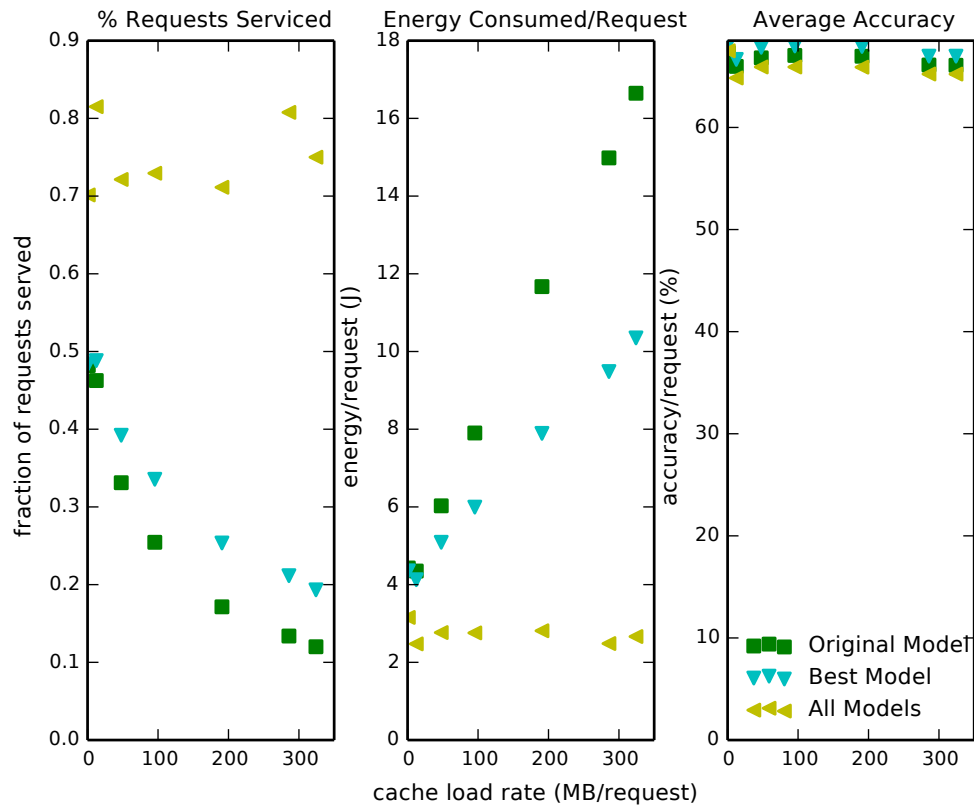 % Requests Serviced
Energy Consumed/Request
Average Accuracy
fraction of requests served
0.9
0.8
0.7
0.6
0.5
0.4
0.3
0.2
0.1
0.0
0 100 200 300
energy/request (J)
18
16
14
12
10
8
6
4
2
0
0 100 200 300
accuracy/request (%)
60
50
40
30
20
10
0
0 100 200 300
Original Model
Best Model
All Models
cache load rate (MB/request)